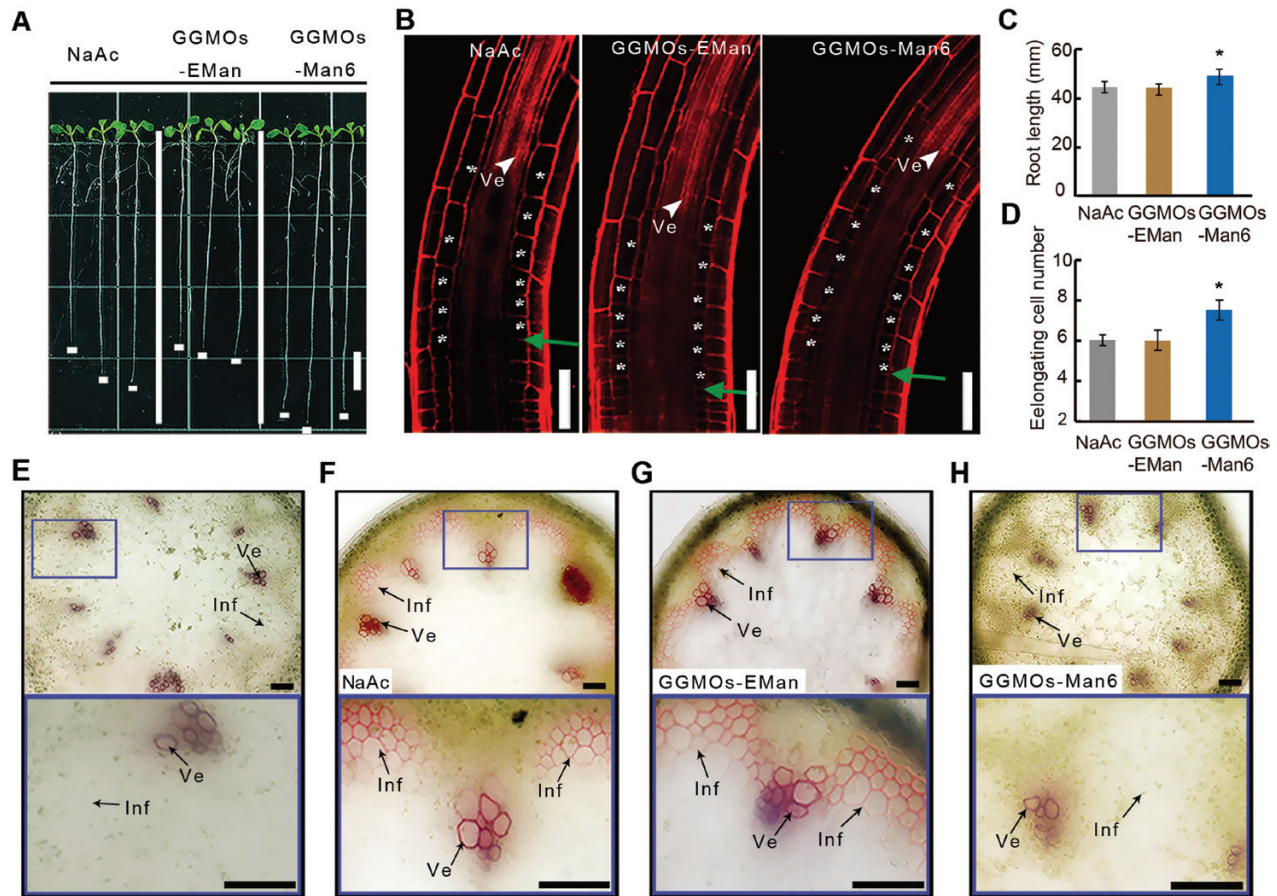 A
NaAc
GGMOs
-EMan
GGMOs
-Man6
B
NaAc
GGMOs-EMan
GGMOs-Man6
*
Ve
Ve
Ve
C
Root length (mm)
60
40
20
0
*
NaAc
GGMOs
-EMan
GGMOs
-Man6
D
Eelongating cell number
10
8
6
4
2
*
NaAc
GGMOs
-EMan
GGMOs
-Man6
E
Ve
Inf
Ve
Inf
F
Inf
Ve
NaAc
Inf
Inf
Ve
G
Inf
Ve
GGMOs-EMan
Inf
Ve
Inf
H
Inf
Ve
GGMOs-Man6
Ve
Inf